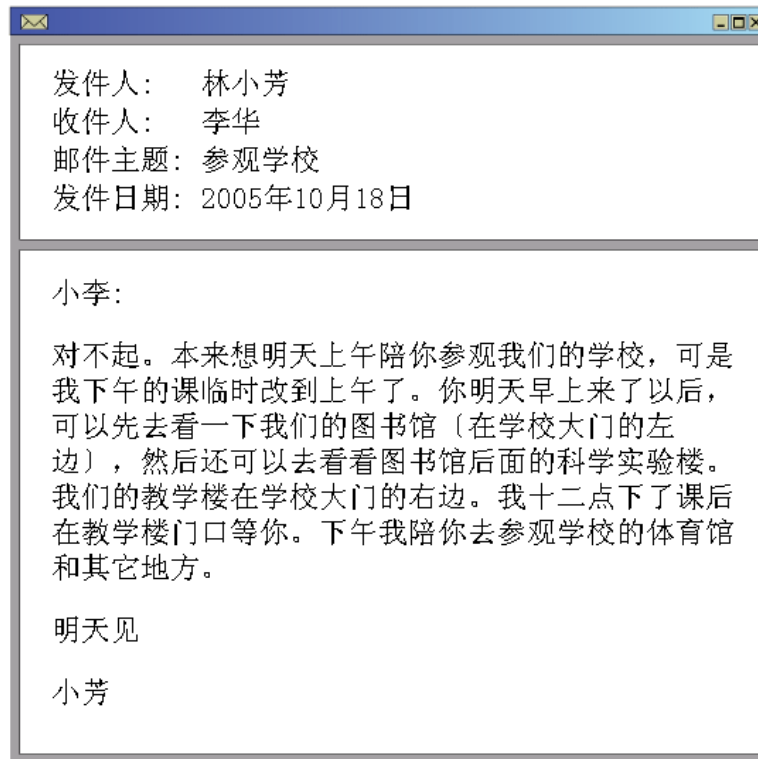 发件人: 林小芳
收件人: 李华
邮件主题: 参观学校
发件日期: 2005年10月18日
小李:
对不起。本来想明天上午陪你参观我们的学校，可是
我下午的课临时改到上午了。你明天早上来了以后，
可以先去看一下我们的图书馆〔在学校大门的左
边〕，然后还可以去看看图书馆后面的科学实验楼。
我们的教学楼在学校大门的右边。我十二点下了课后
在教学楼门口等你。下午我陪你去参观学校的体育馆
和其它地方。
明天见
小芳